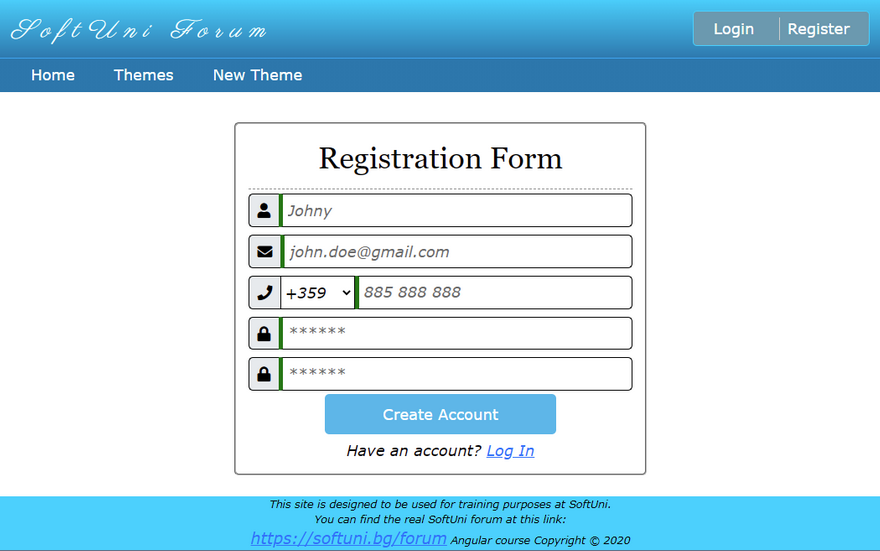 SoftUni Forum
Login Register
Home Themes New Theme
Registration Form
Johny
john.doe@gmail.com
+359 885 888 888
******
******
Create Account
Have an account? Log In
This site is designed to be used for training purposes at SoftUni.
You can find the real SoftUni forum at this link:
https://softuni.bg/forum Angular course Copyright © 2020